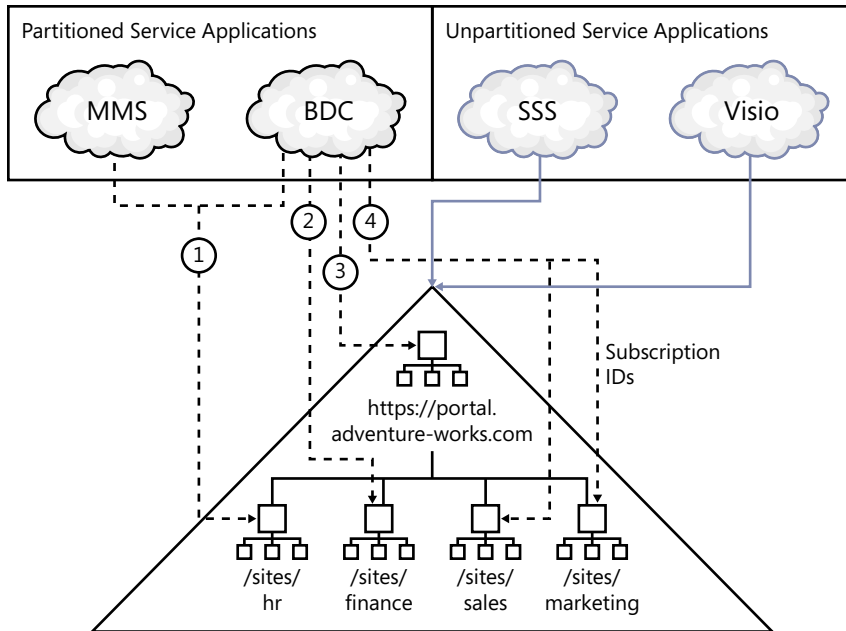 Partitioned Service Applications
Unpartitioned Service Applications
MMS
BDC
SSS
Visio
1
2
3
4
Subscription
IDs
https://portal.
adventure-works.com
/sites/
hr
/sites/
finance
/sites/
sales
/sites/
marketing